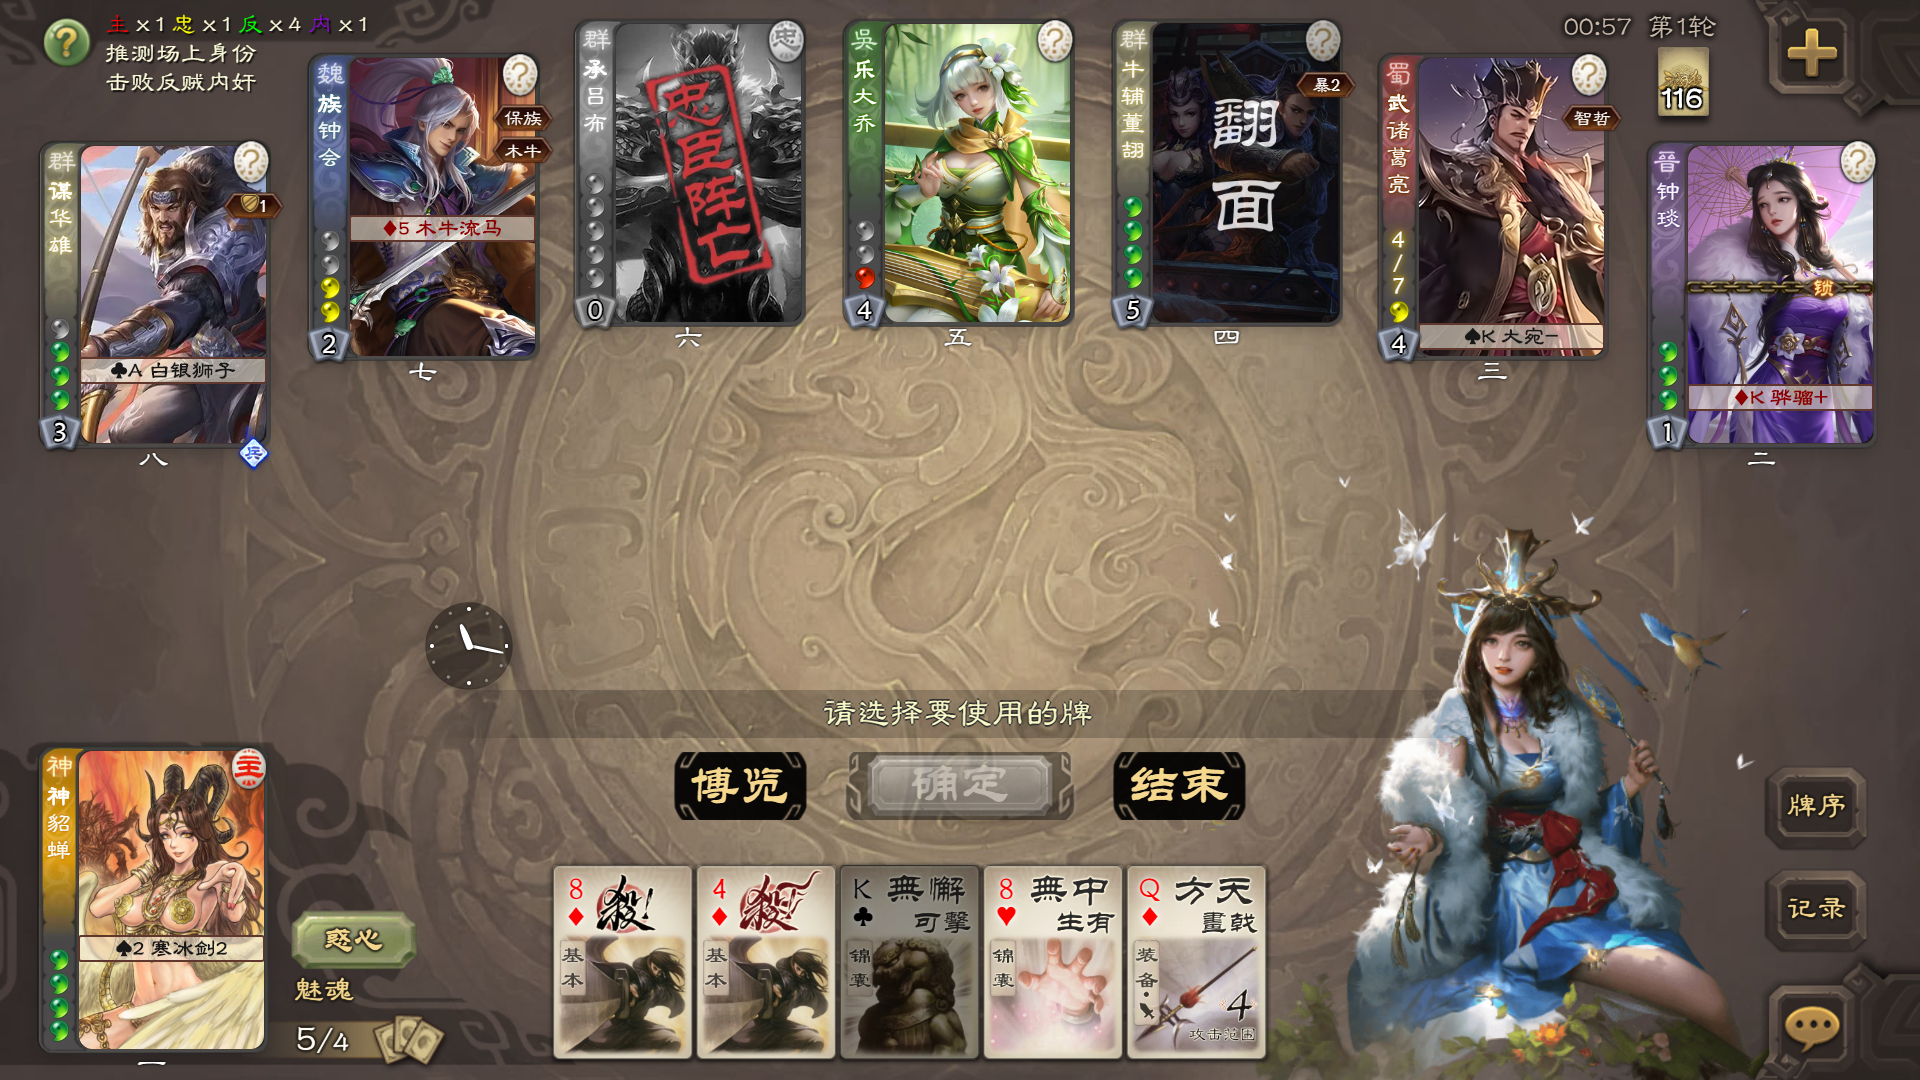 主x1忠x1反x4内x1
推测场上身份
击败反贼内奸
00:57 第1轮
116
群 谋华雄
1
♣A 白银狮子
3
八
兵
魏 族钟会
保族
木牛
♦5 木牛流马
2
七
群 承吕布
忠
忠臣阵亡
0
六
吴 乐大乔
4
五
群 牛辅董翓
暴2
翻面
5
四
蜀 武诸葛亮
智哲
4/7
♠K 大宛-
4
三
晋 钟琰
锁
♦K 骅骝+
1
二
请选择要使用的牌
博览
确定
结束
神 神貂蝉
主
♠2 寒冰剑2
一
惑心
魅魂
5/4
8♦ 殺 基本
4♦ 殺 基本
K♣ 無懈可擊 锦囊
8♥ 無中生有 锦囊
Q♦ 方天畫戟 装备 4 攻击范围
牌序
记录